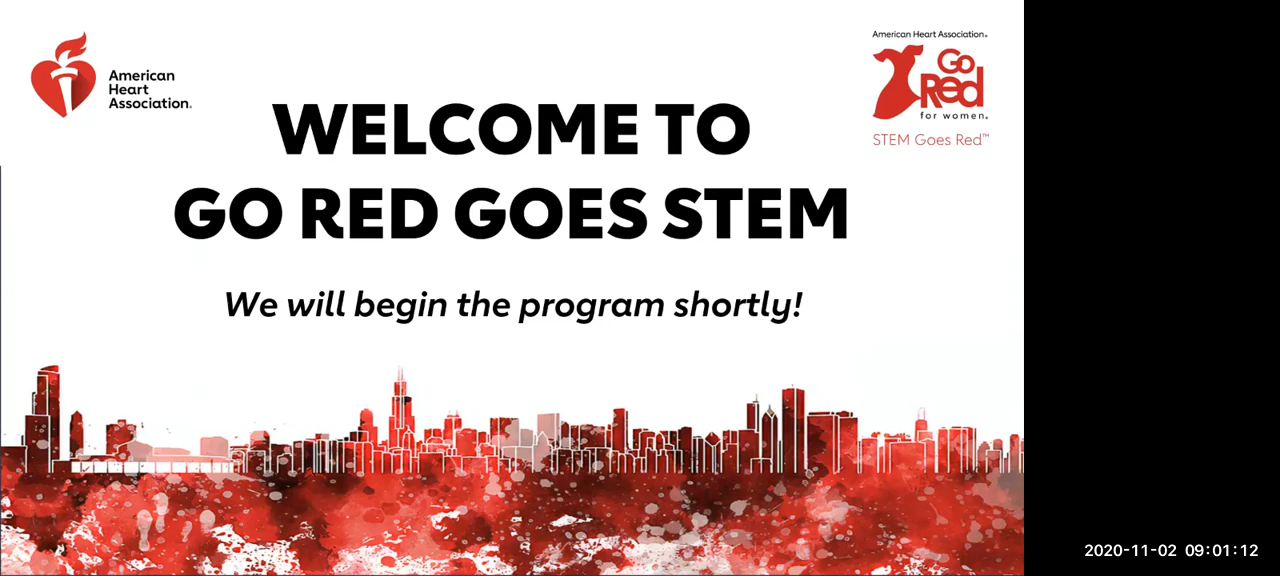 American
Heart
Association.
American Heart Association.
Go
Red
for women.
STEM Goes Red™
WELCOME TO
GO RED GOES STEM
We will begin the program shortly!
2020-11-02 09:01:12